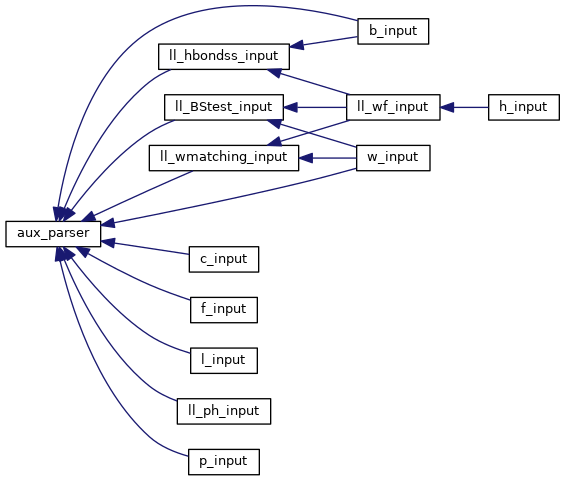 b_input
ll_hbondss_input
ll_BStest_input
ll_wf_input
h_input
ll_wmatching_input
w_input
aux_parser
c_input
f_input
l_input
ll_ph_input
p_input